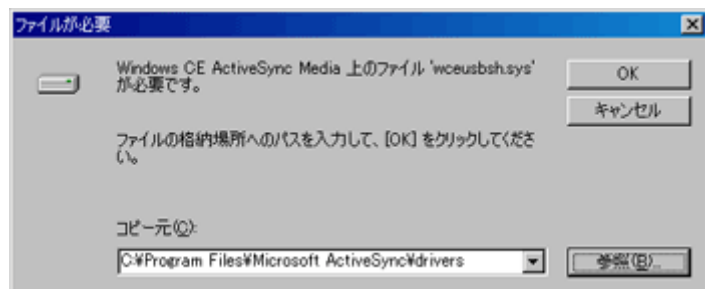 ファイルが必要
Windows CE ActiveSync Media 上のファイル 'wceusbsh.sys'
が必要です。
OK
キャンセル
ファイルの格納場所へのパスを入力して、[OK] をクリックしてくださ
い。
コピー元(C):
C:¥Program Files¥Microsoft ActiveSync¥drivers
参照(B)...